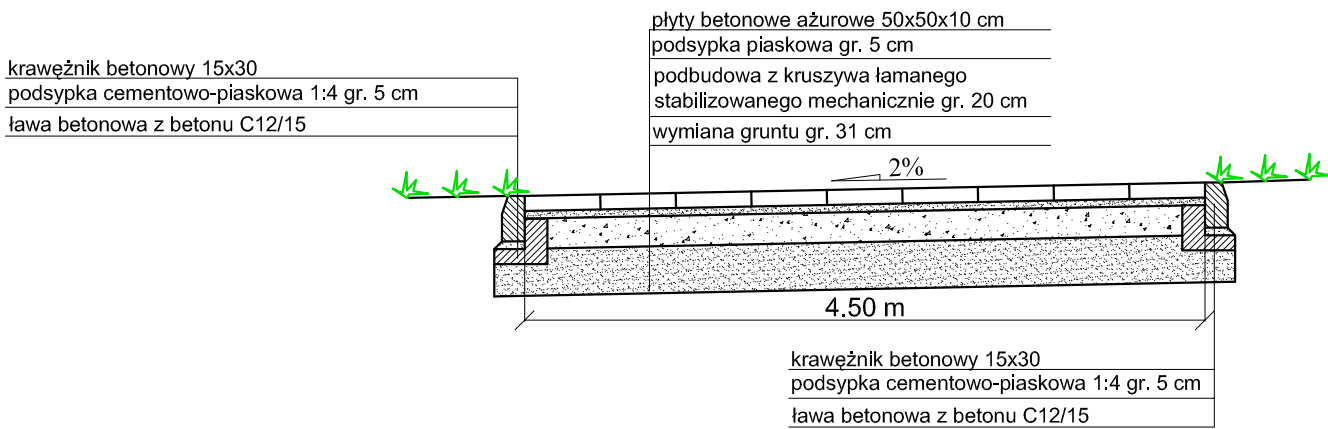 płyty betonowe ażurowe 50x50x10 cm
podsypka piaskowa gr. 5 cm
podbudowa z kruszywa łamanego
stabilizowanego mechanicznie gr. 20 cm
wymiana gruntu gr. 31 cm
krawężnik betonowy 15x30
podsypka cementowo-piaskowa 1:4 gr. 5 cm
ława betonowa z betonu C12/15
2%
4.50 m
krawężnik betonowy 15x30
podsypka cementowo-piaskowa 1:4 gr. 5 cm
ława betonowa z betonu C12/15